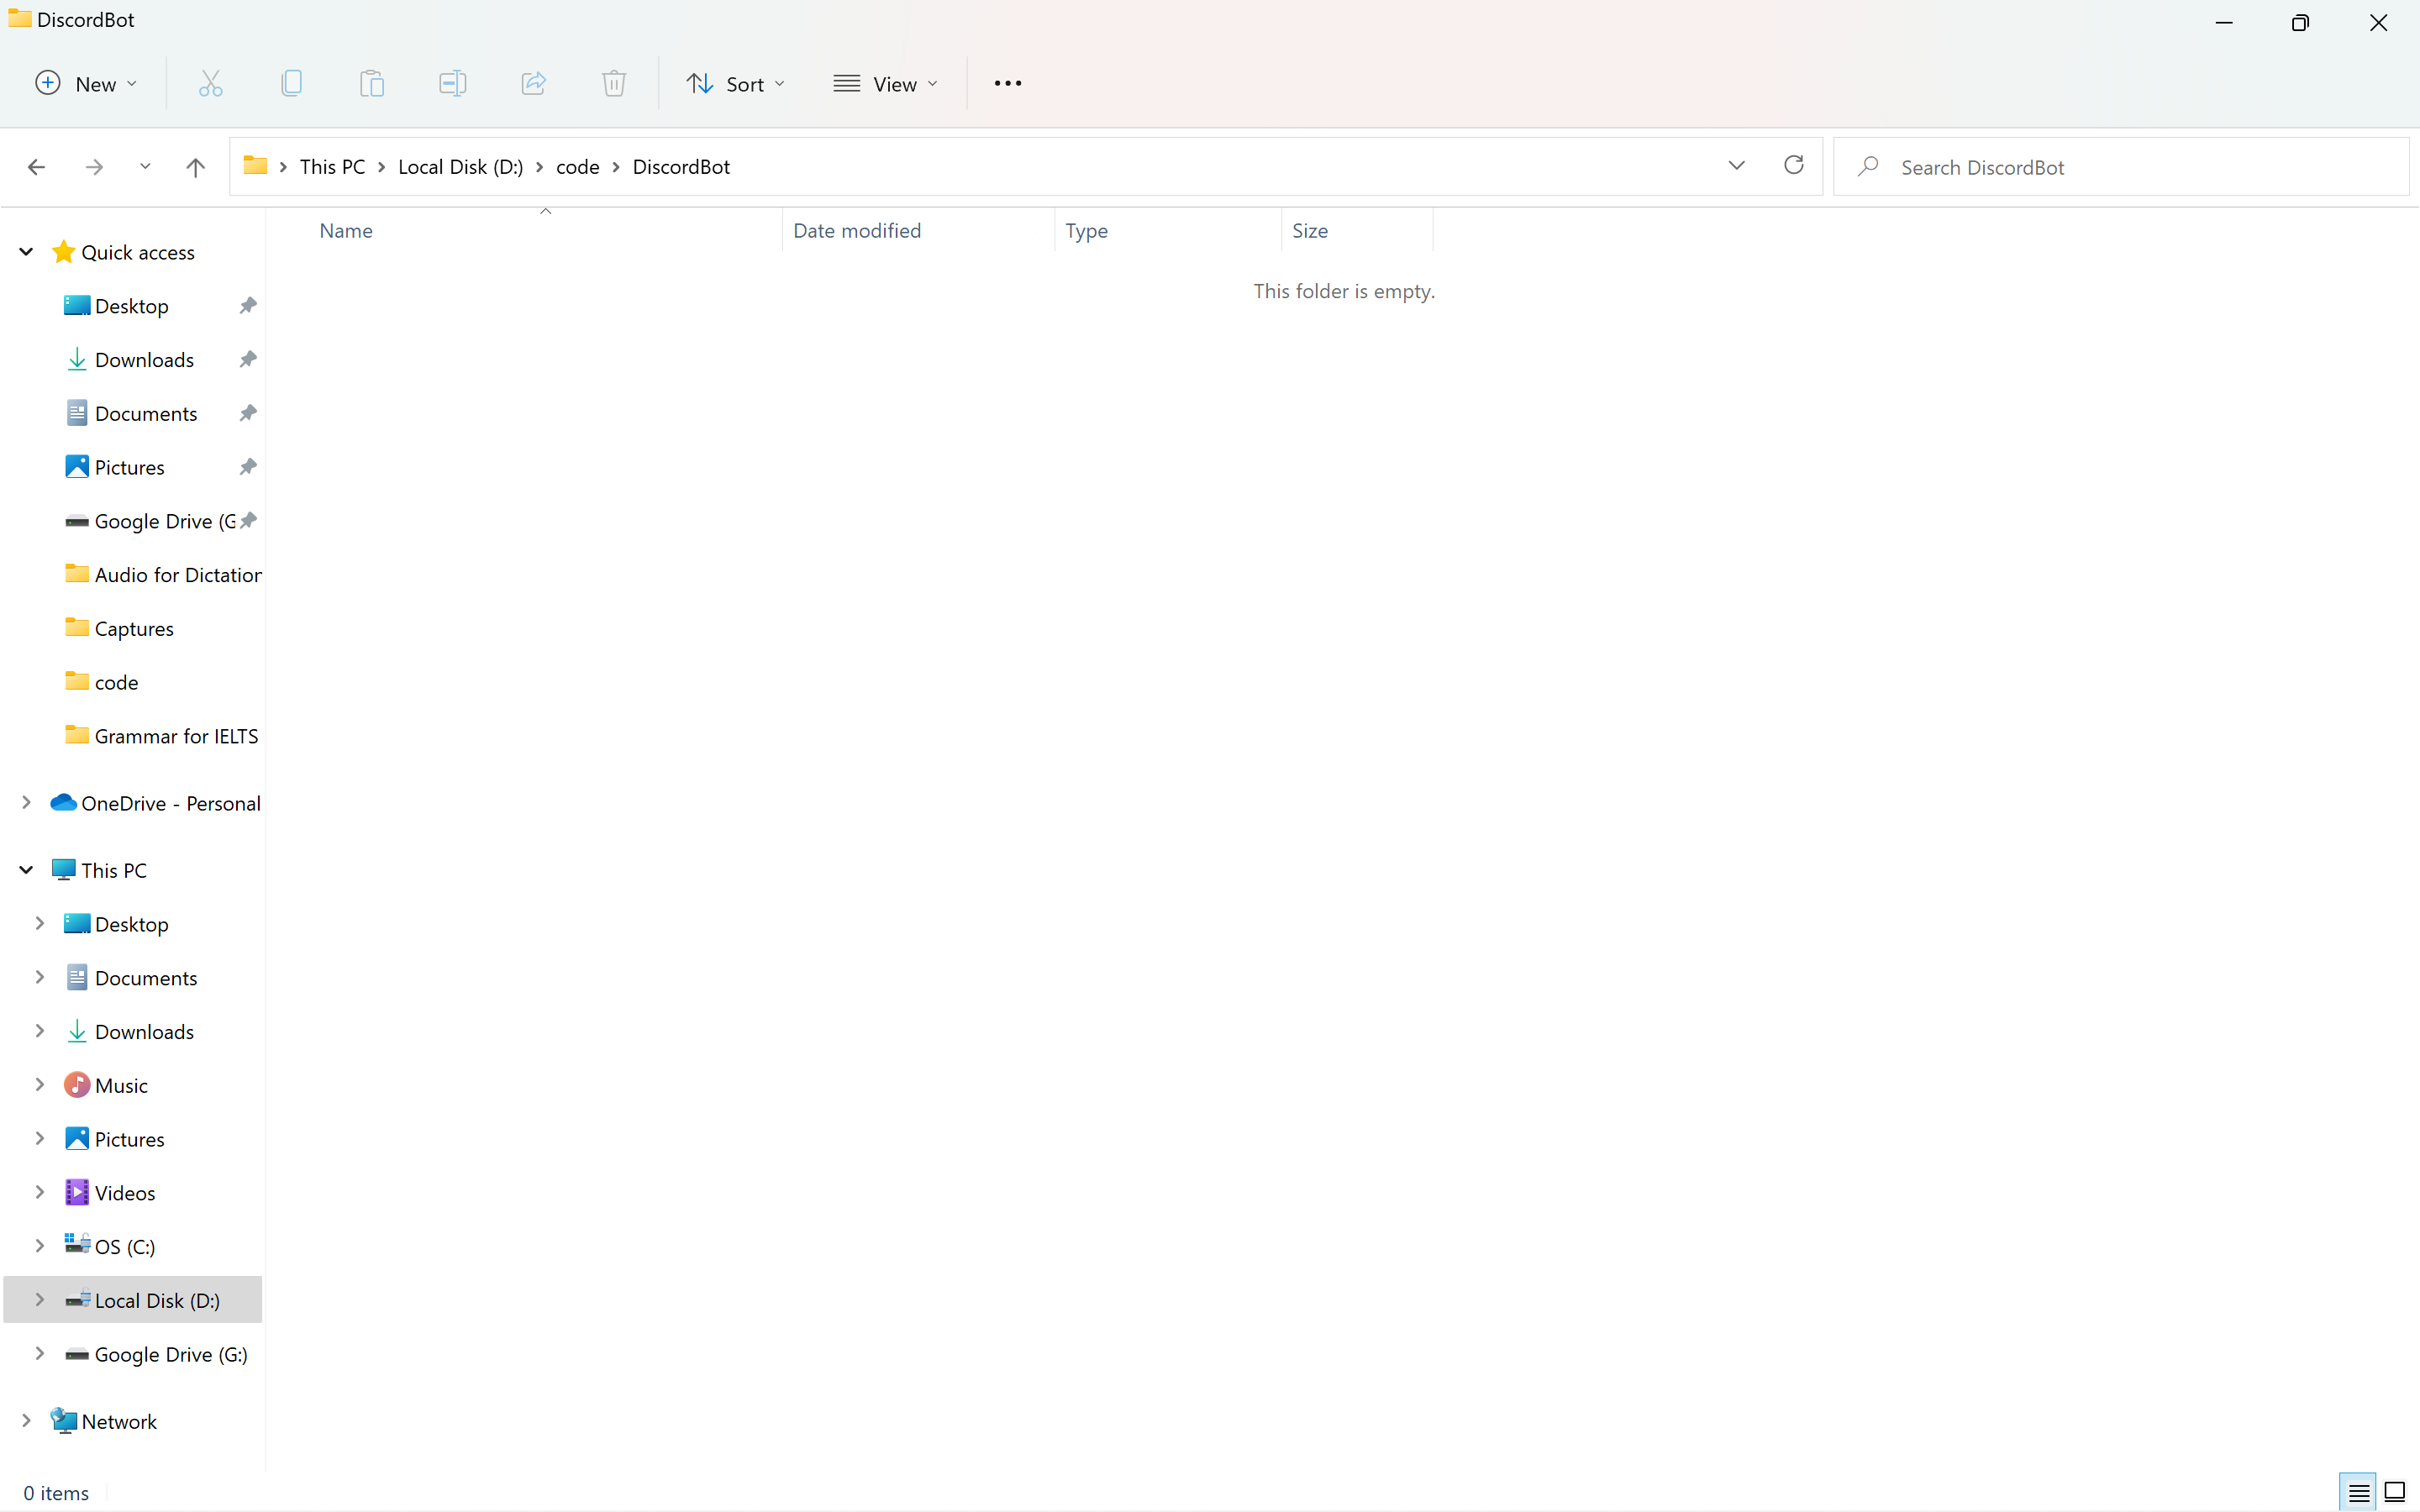 DiscordBot
New
Sort
View
This PC
Local Disk (D:)
code
DiscordBot
Search DiscordBot
Name
Date modified
Type
Size
This folder is empty.
Quick access
Desktop
Downloads
Documents
Pictures
Google Drive (G
Audio for Dictation
Captures
code
Grammar for IELTS
OneDrive - Personal
This PC
Desktop
Documents
Downloads
Music
Pictures
Videos
OS (C:)
Local Disk (D:)
Google Drive (G:)
Network
0 items